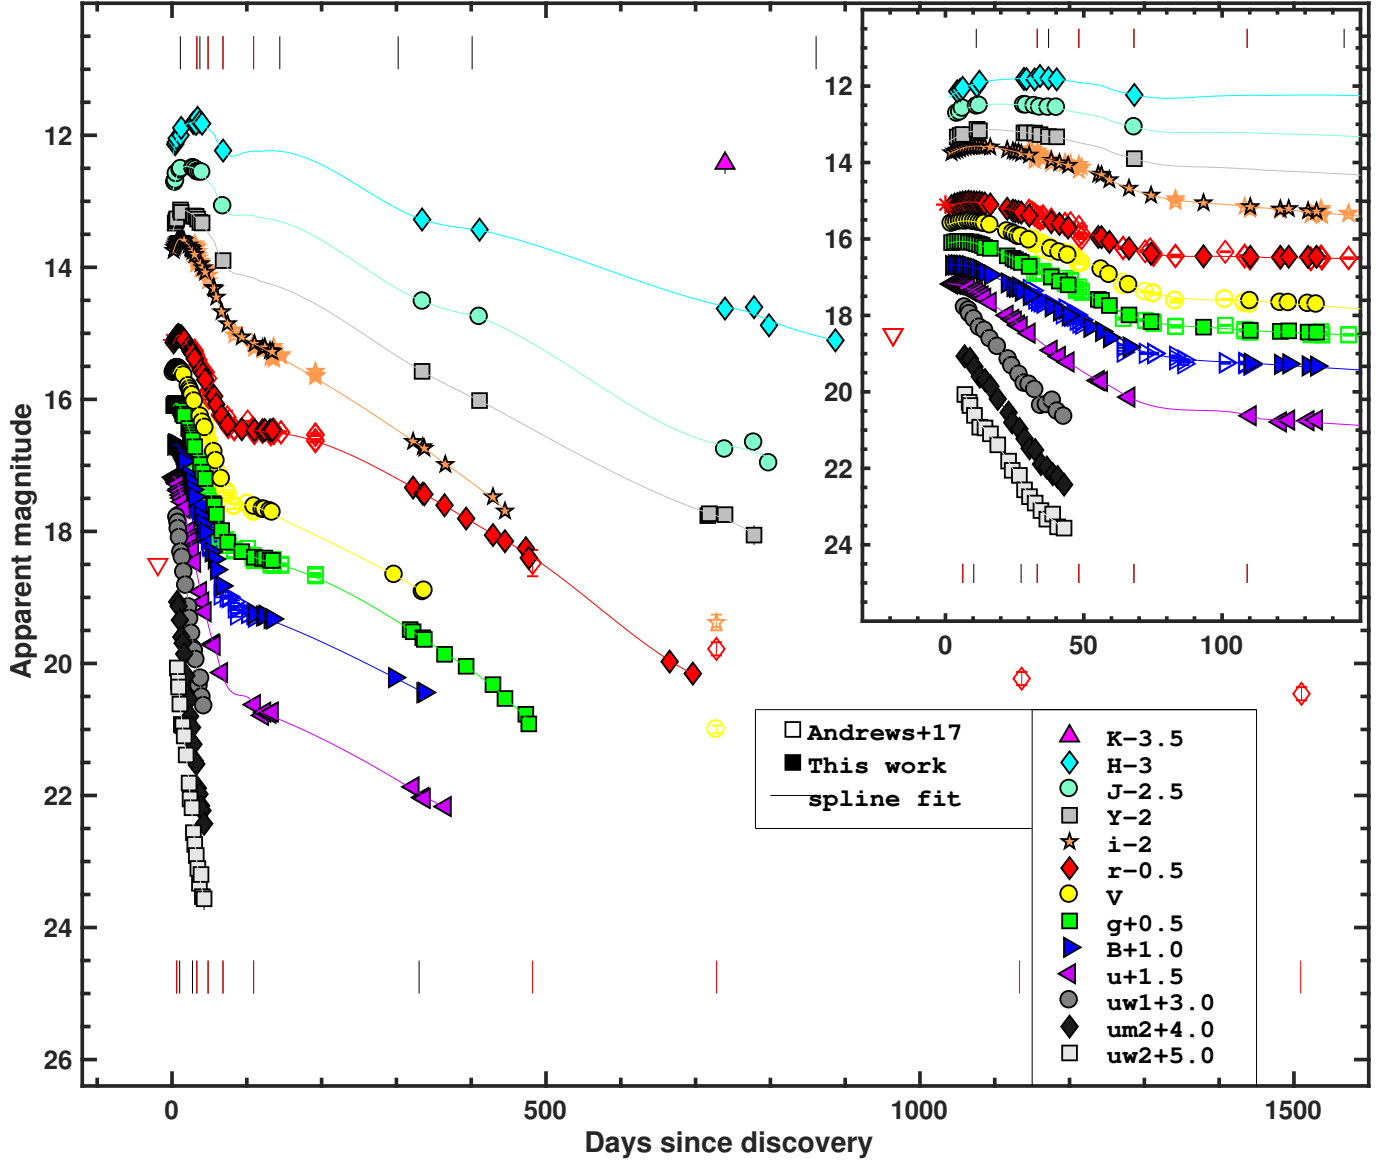 12
14
16
18
20
22
24
26
0
500
1000
1500
Days since discovery
Apparent magnitude
12
14
16
18
20
22
24
0
50
100
Andrews+17
This work
spline fit
K-3.5
H-3
J-2.5
Y-2
i-2
r-0.5
V
g+0.5
B+1.0
u+1.5
uw1+3.0
um2+4.0
uw2+5.0